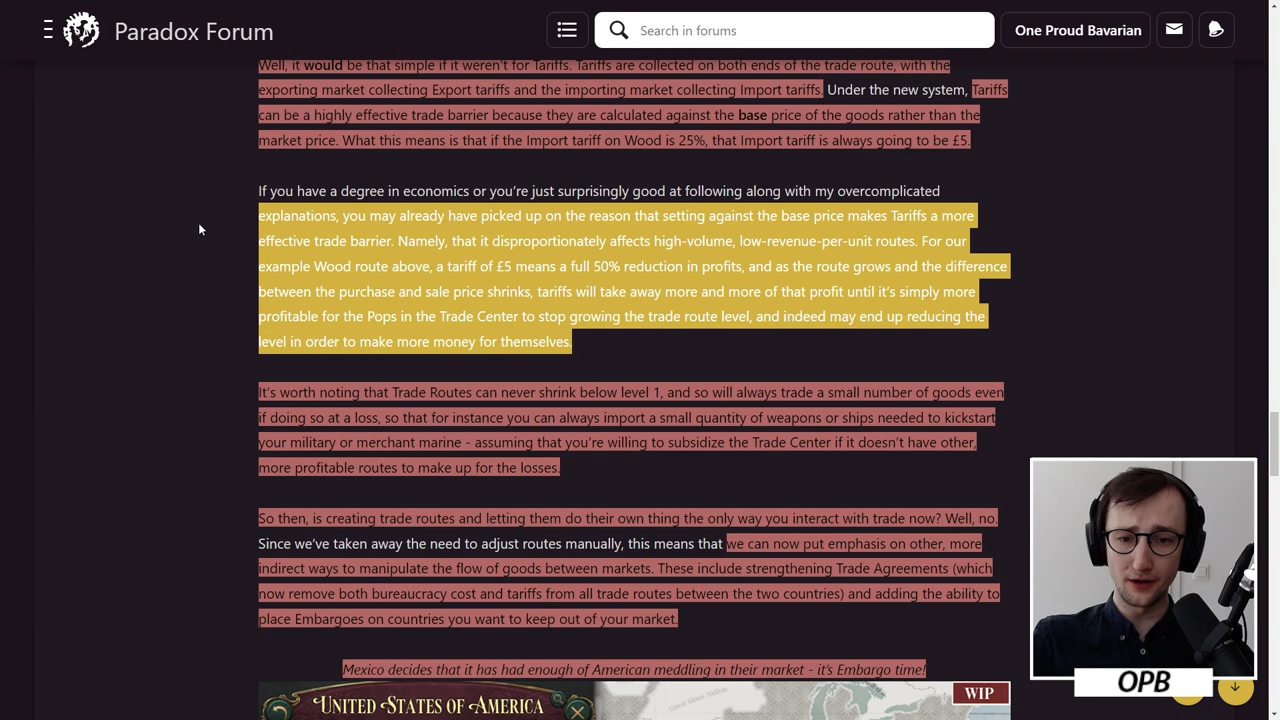 Paradox Forum
Search in forums
One Proud Bavarian
Well, it would be that simple if it weren't for Tariffs. Tariffs are collected on both ends of the trade route, with the
exporting market collecting Export tariffs and the importing market collecting Import tariffs. Under the new system, Tariffs
can be a highly effective trade barrier because they are calculated against the base price of the goods rather than the
market price. What this means is that if the Import tariff on Wood is 25%, that Import tariff is always going to be £5.
If you have a degree in economics or you're just surprisingly good at following along with my overcomplicated
explanations, you may already have picked up on the reason that setting against the base price makes Tariffs a more
effective trade barrier. Namely, that it disproportionately affects high-volume, low-revenue-per-unit routes. For our
example Wood route above, a tariff of £5 means a full 50% reduction in profits, and as the route grows and the difference
between the purchase and sale price shrinks, tariffs will take away more and more of that profit until it's simply more
profitable for the Pops in the Trade Center to stop growing the trade route level, and indeed may end up reducing the
level in order to make more money for themselves.
It's worth noting that Trade Routes can never shrink below level 1, and so will always trade a small number of goods even
if doing so at a loss, so that for instance you can always import a small quantity of weapons or ships needed to kickstart
your military or merchant marine - assuming that you're willing to subsidize the Trade Center if it doesn't have other,
more profitable routes to make up for the losses.
So then, is creating trade routes and letting them do their own thing the only way you interact with trade now? Well, no.
Since we've taken away the need to adjust routes manually, this means that we can now put emphasis on other, more
indirect ways to manipulate the flow of goods between markets. These include strengthening Trade Agreements (which
now remove both bureaucracy cost and tariffs from all trade routes between the two countries) and adding the ability to
place Embargoes on countries you want to keep out of your market.
Mexico decides that it has had enough of American meddling in their market - it's Embargo time!
UNITED STATES OF AMERICA
WIP
OPB